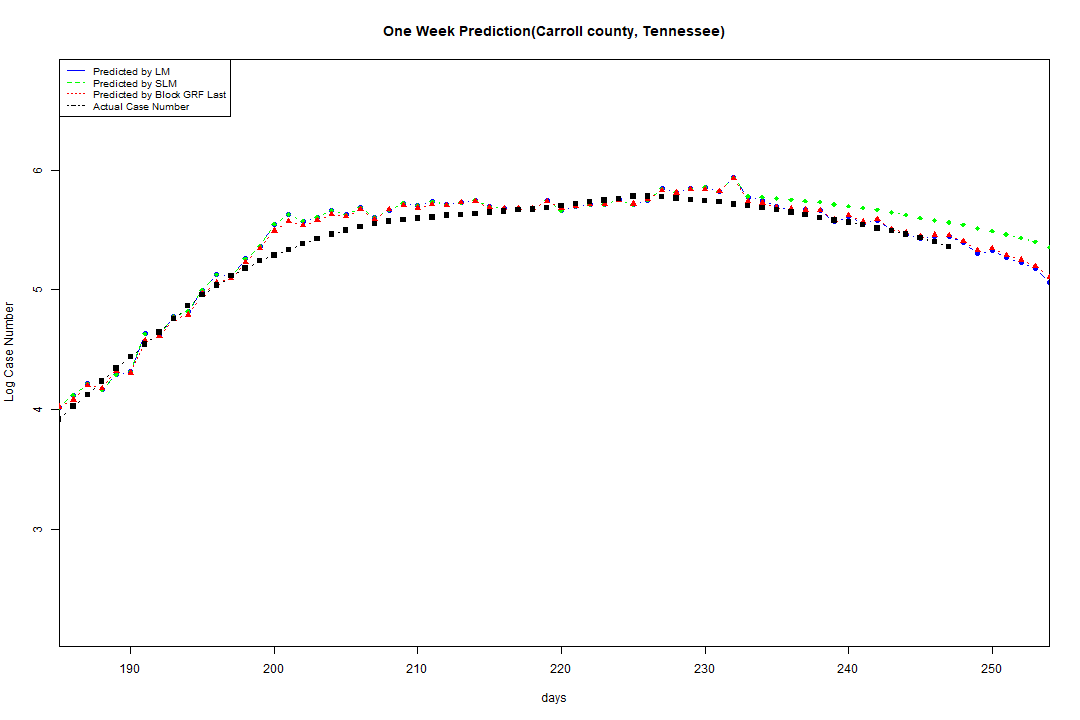 One Week Prediction(Carroll county, Tennessee)
Predicted by LM
Predicted by SLM
Predicted by Block GRF Last
Actual Case Number
Log Case Number
6
5
4
3
190 200 210 220 230 240 250
days